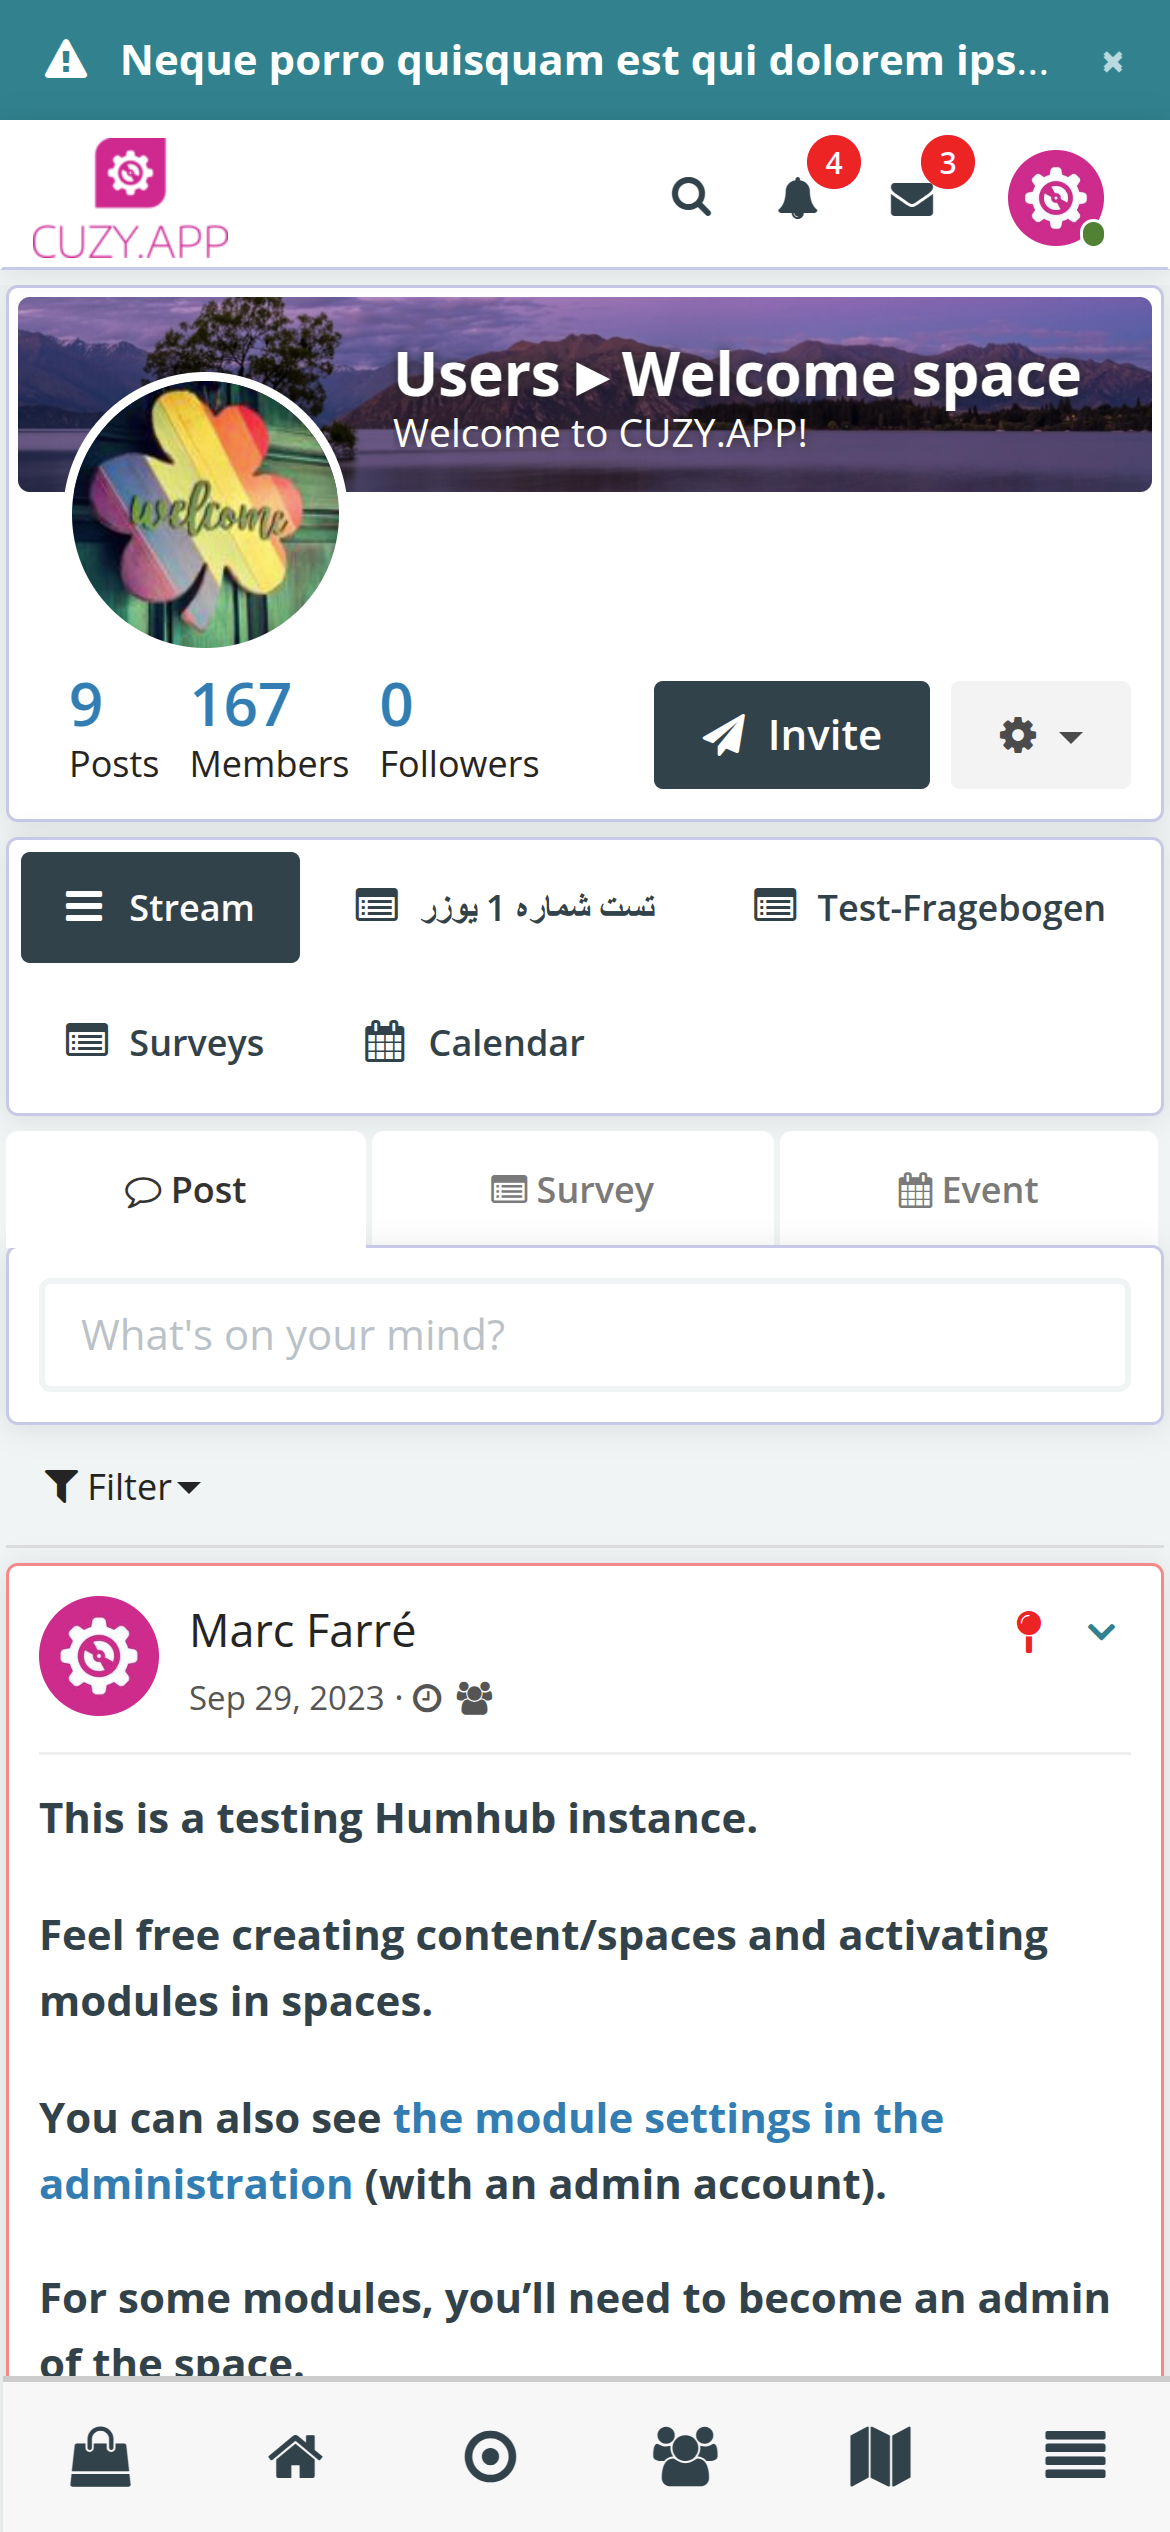 Neque porro quisquam est qui dolorem ips...
CUZY.APP
4
3
Users ▸ Welcome space
Welcome to CUZY.APP!
welcome
9
Posts
167
Members
0
Followers
Invite
Stream
تست شماره 1 یوزر
Test-Fragebogen
Surveys
Calendar
Post
Survey
Event
What's on your mind?
Filter
Marc Farré
Sep 29, 2023 ·
This is a testing Humhub instance.
Feel free creating content/spaces and activating
modules in spaces.
You can also see the module settings in the
administration (with an admin account).
For some modules, you’ll need to become an admin
of the space.